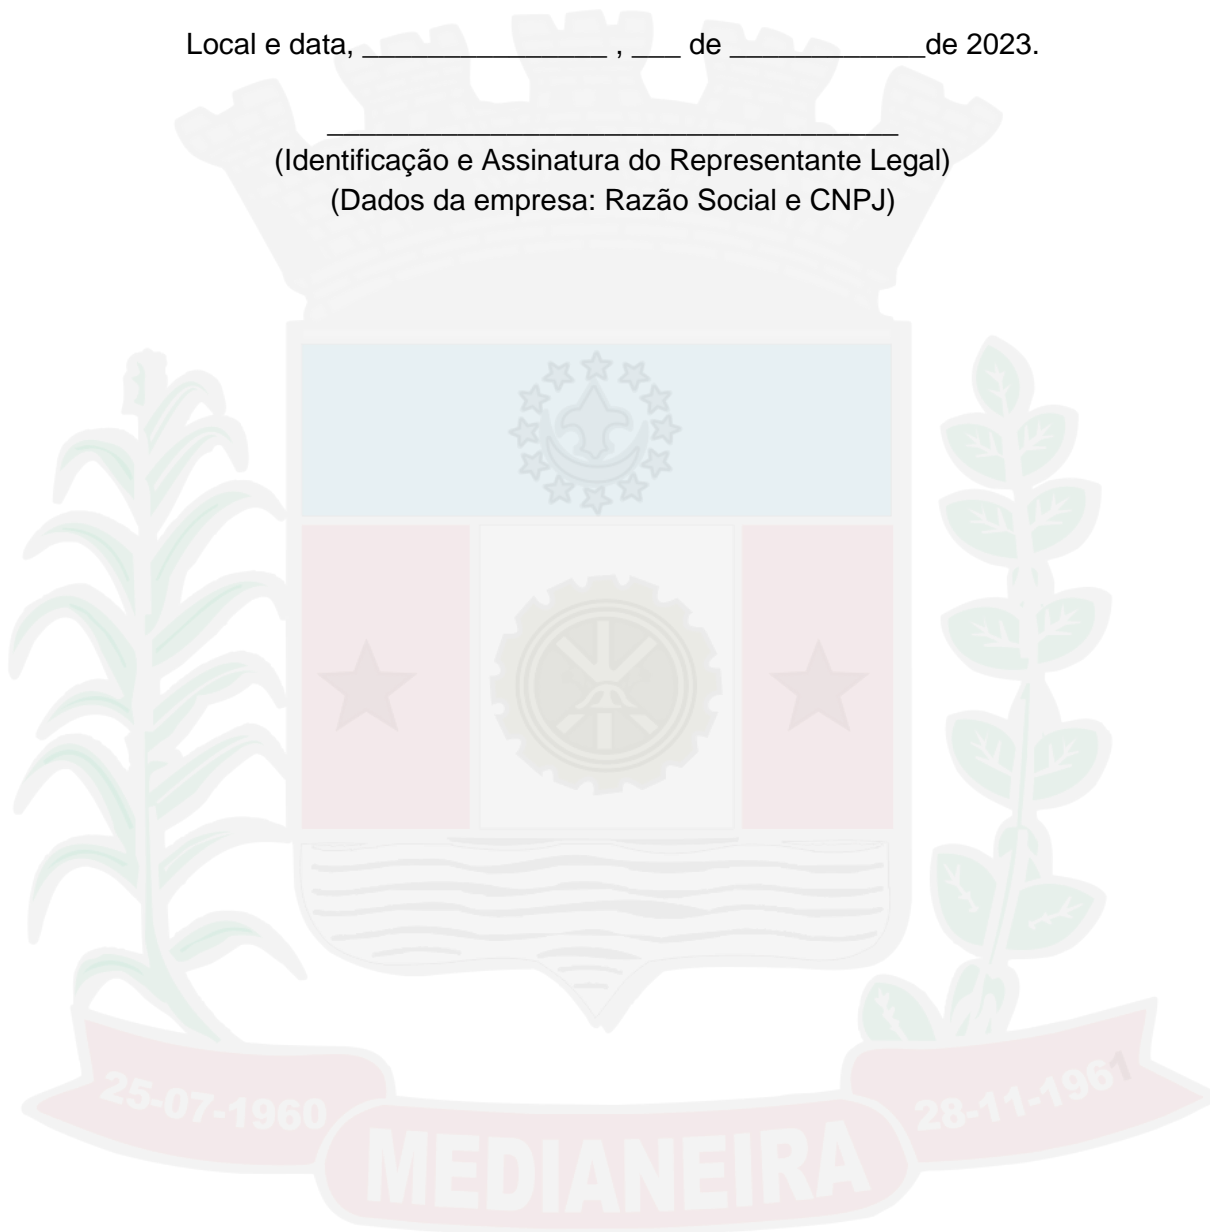 Local e data, _______________ , ___ de ____________de 2023.
___________________________________
(Identificação e Assinatura do Representante Legal)
(Dados da empresa: Razão Social e CNPJ)
25-07-1960
28-11-1961
MEDIANEIRA